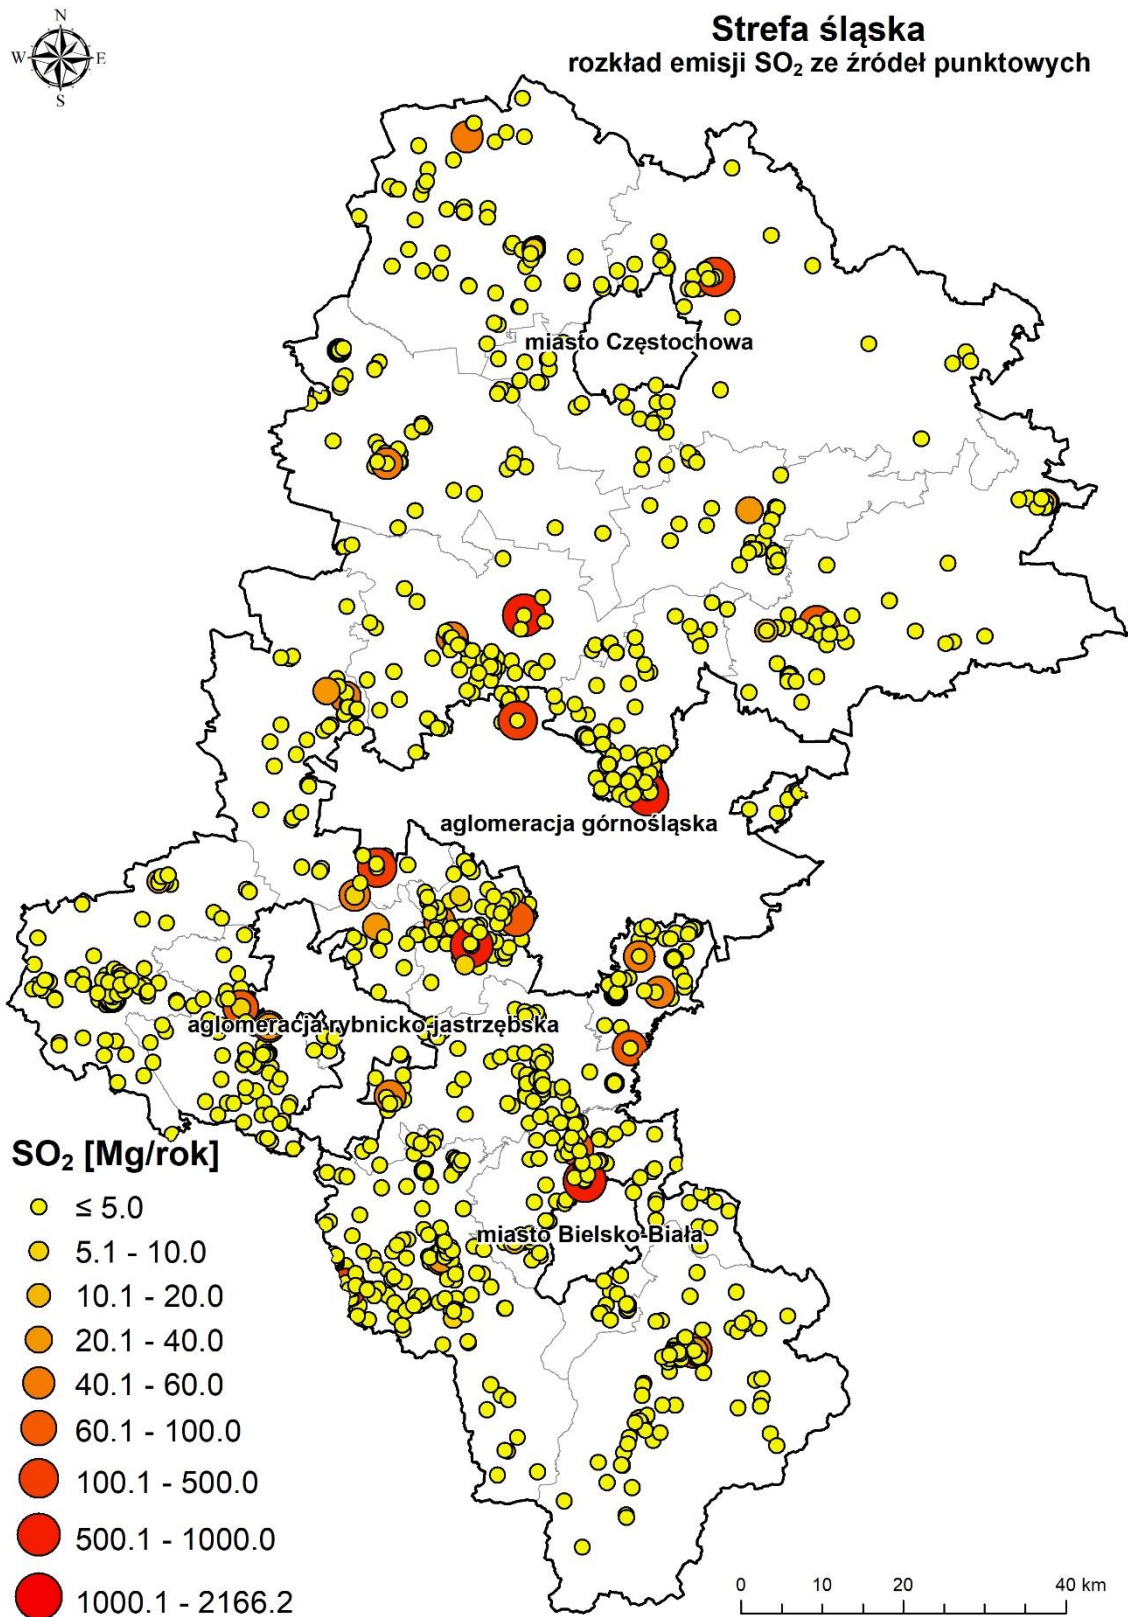 N
W E
S
Strefa śląska
rozkład emisji SO₂ ze źródeł punktowych
miasto Częstochowa
aglomeracja górnośląska
aglomeracja rybnicko-jastrzębska
miasto Bielsko-Biała
SO₂ [Mg/rok]
≤ 5.0
5.1 - 10.0
10.1 - 20.0
20.1 - 40.0
40.1 - 60.0
60.1 - 100.0
100.1 - 500.0
500.1 - 1000.0
1000.1 - 2166.2
0 10 20 40 km